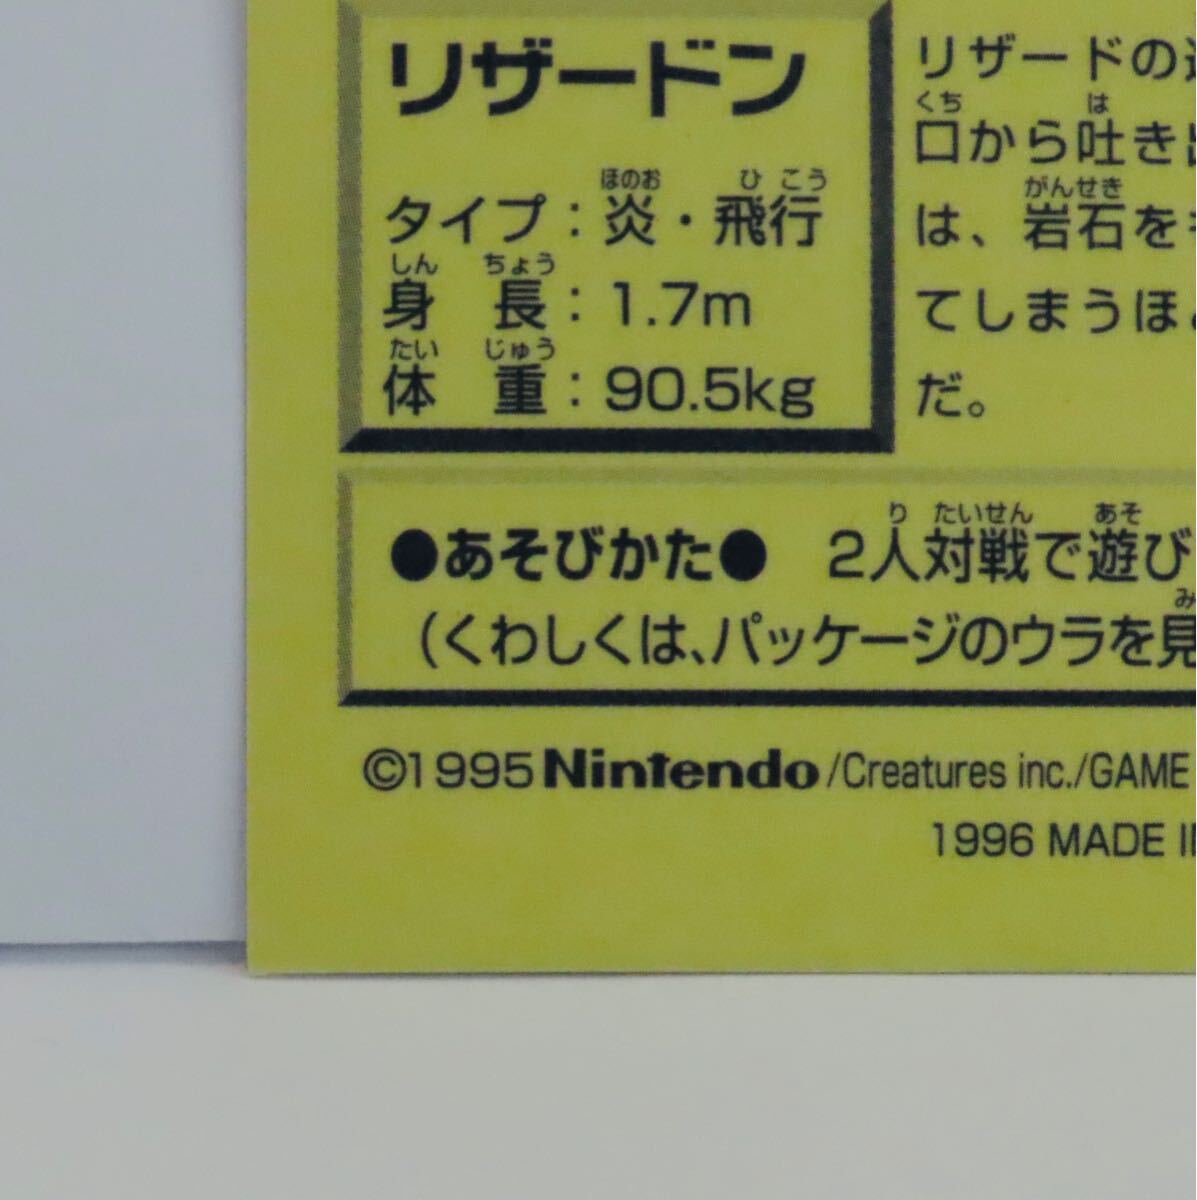 リザードン
タイプ：炎・飛行
ほのお ひこう
身長：1.7m
しんちょう
体重：90.5kg
たいじゅう
リザードの
口から吐き
くち は
は、岩石を
がんせき
てしまうほ
だ。
●あそびかた● 2人対戦で遊び
り たいせん あそ
(くわしくは、パッケージのウラを見
み
©1995 Nintendo/Creatures inc./GAME
1996 MADE